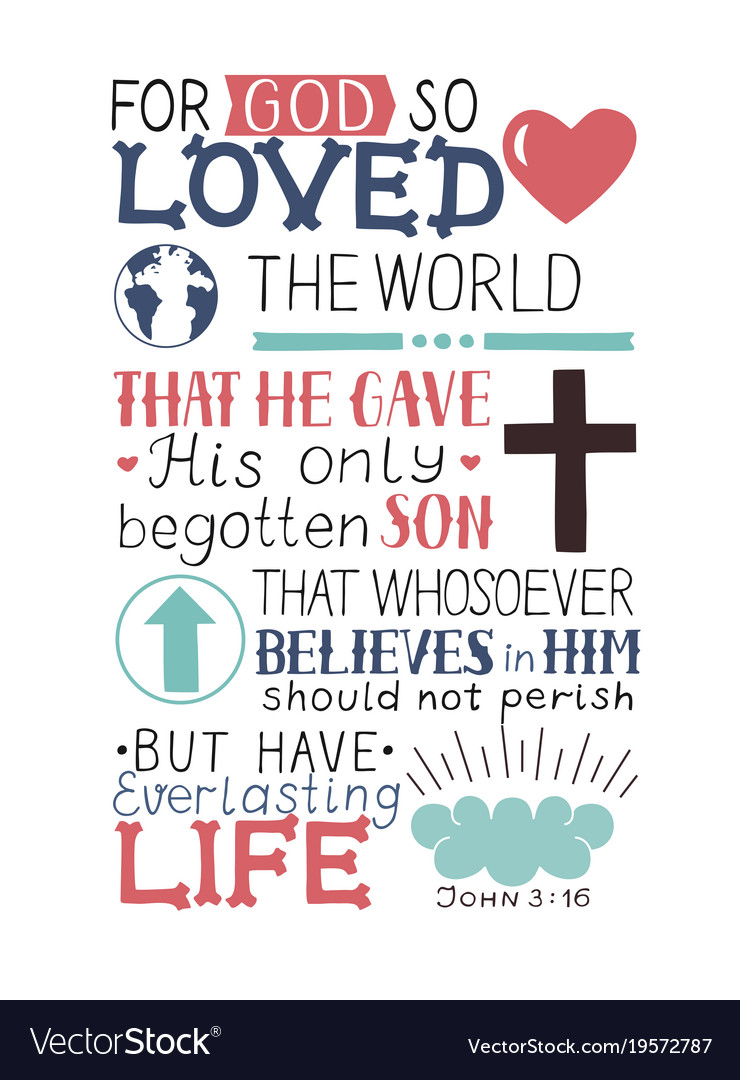 FOR GOD SO
LOVED
THE WORLD
THAT HE GAVE
His only
begotten SON
THAT WHOSOEVER
BELIEVES in HIM
should not perish
•BUT HAVE•
Everlasting
LIFE
JOHN 3:16
VectorStock®
VectorStock.com/19572787